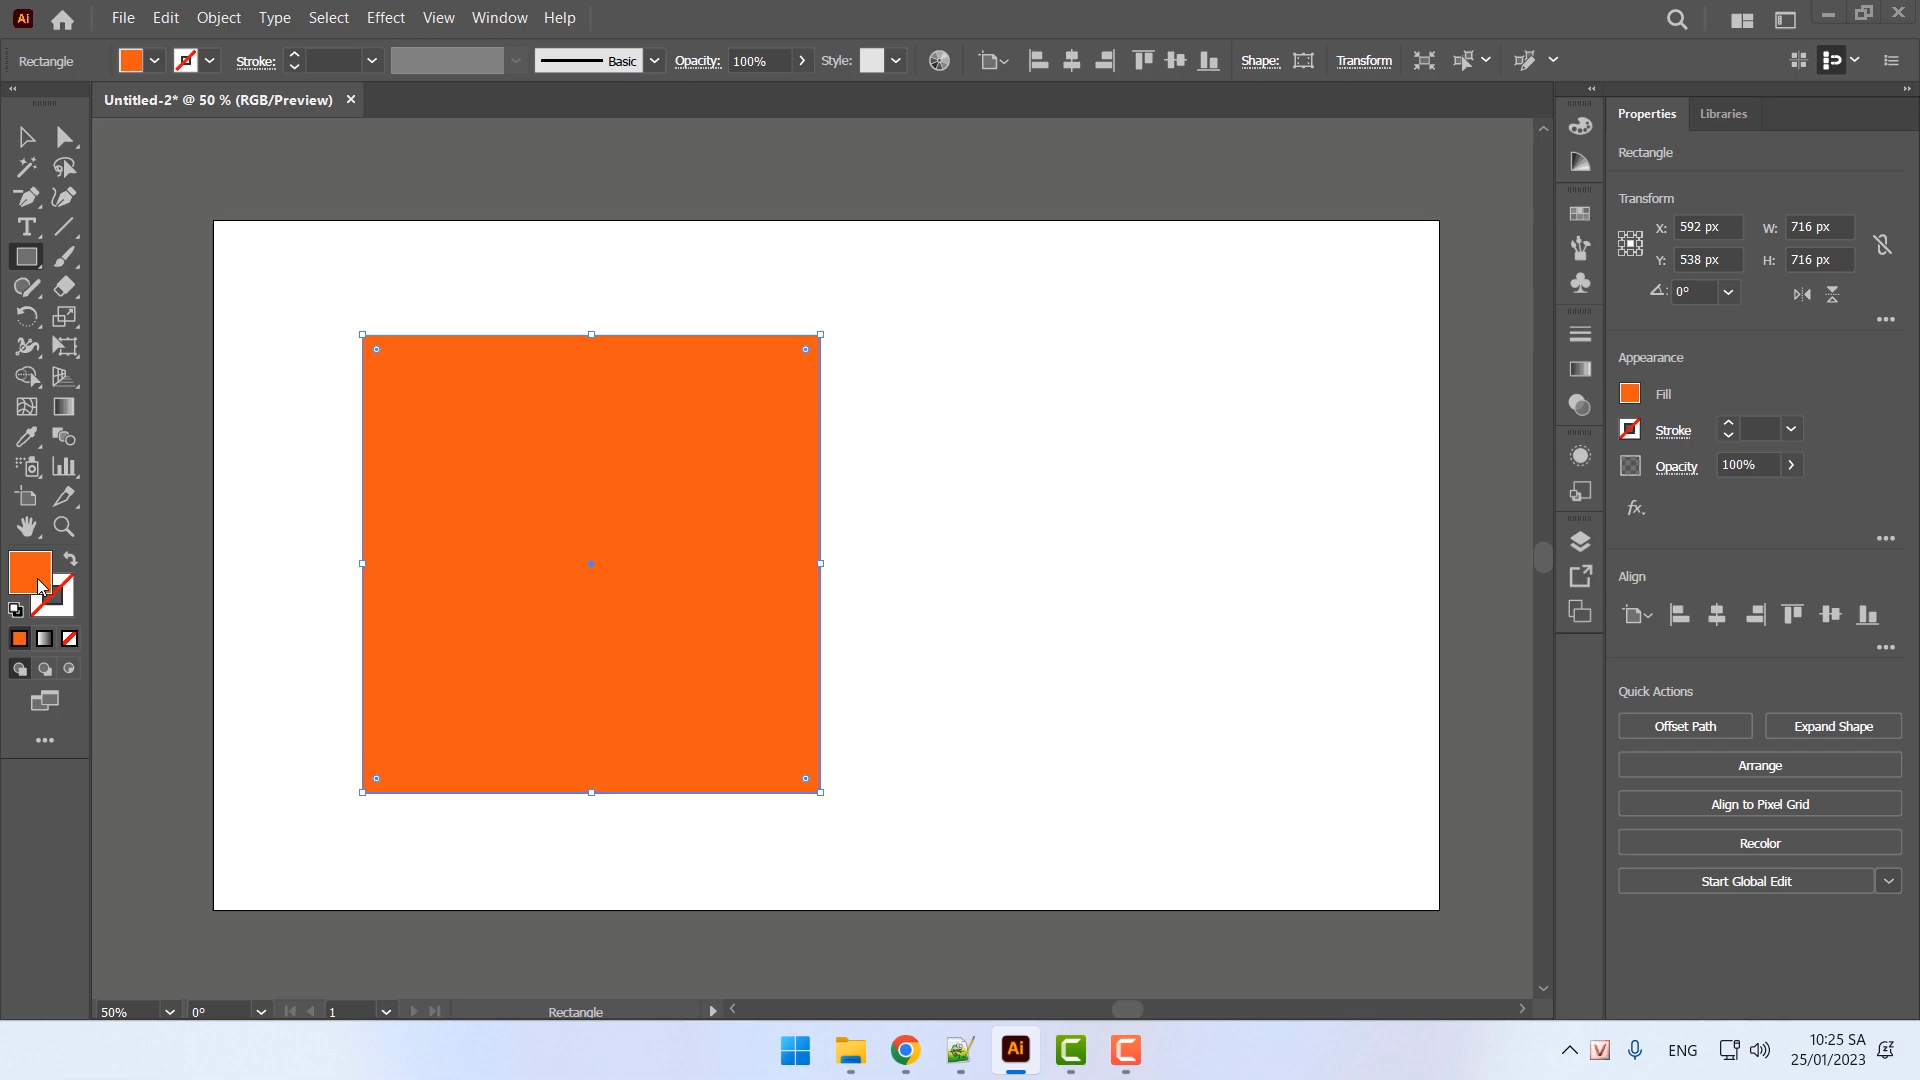 Ai File Edit Object Type Select Effect View Window Help
Rectangle Stroke: Basic Opacity: 100% Style: Shape: Transform
Untitled-2* @ 50 % (RGB/Preview)
Properties Libraries
Rectangle
Transform
X: 592 px W: 716 px
Y: 538 px H: 716 px
0°
Appearance
Fill
Stroke
Opacity 100%
fx.
Align
Quick Actions
Offset Path Expand Shape
Arrange
Align to Pixel Grid
Recolor
Start Global Edit
50% 0° 1 Rectangle
Ai
ENG
10:25 SA
25/01/2023